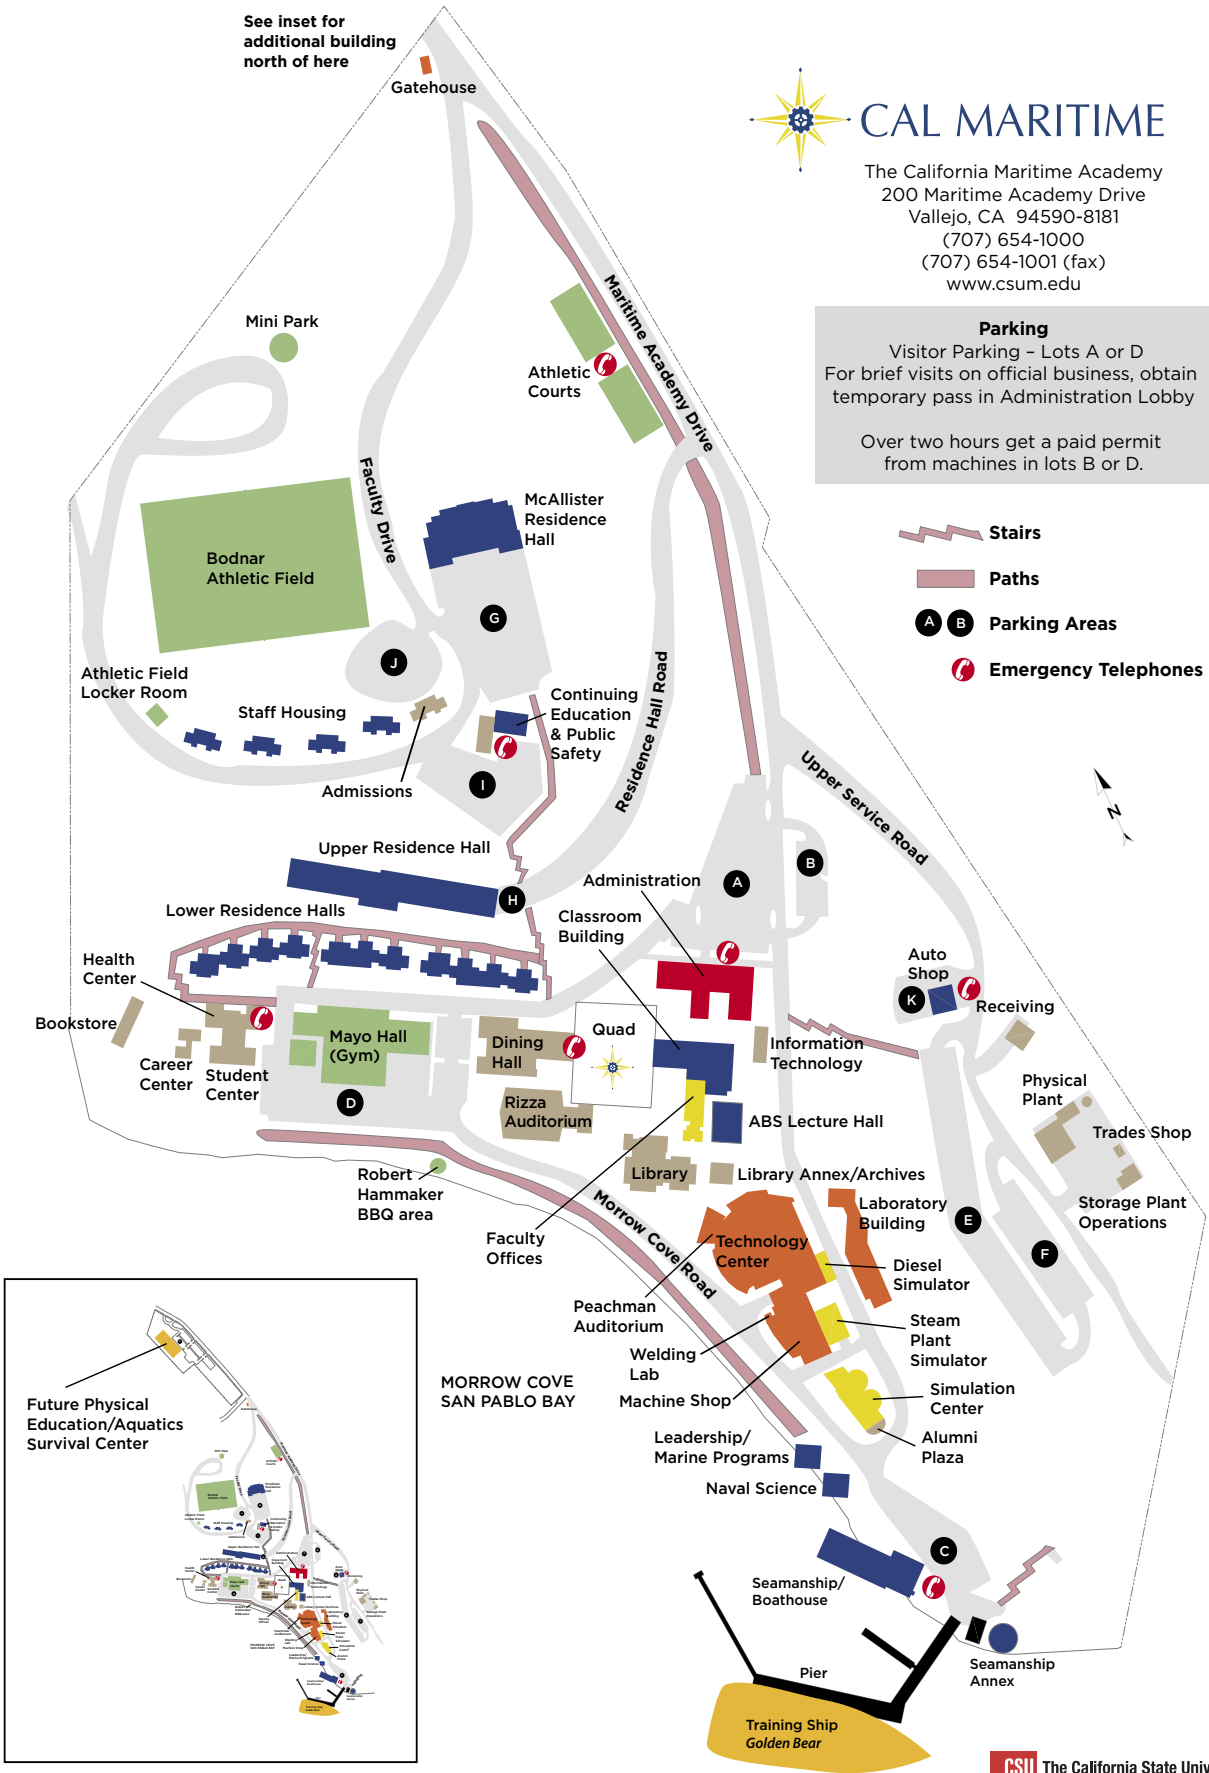 See inset for
additional building
north of here
Gatehouse
CAL MARITIME
The California Maritime Academy
200 Maritime Academy Drive
Vallejo, CA 94590-8181
(707) 654-1000
(707) 654-1001 (fax)
www.csum.edu
Parking
Visitor Parking – Lots A or D
For brief visits on official business, obtain
temporary pass in Administration Lobby
Over two hours get a paid permit
from machines in lots B or D.
Stairs
Paths
A B Parking Areas
Emergency Telephones
Mini Park
Athletic
Courts
Maritime Academy Drive
Faculty Drive
McAllister
Residence
Hall
Bodnar
Athletic Field
G
J
Athletic Field
Locker Room
Staff Housing
Admissions
Continuing
Education
& Public
Safety
I
Residence Hall Road
Upper Service Road
N
Upper Residence Hall
H
Lower Residence Halls
Administration
A
B
Classroom
Building
Health
Center
Bookstore
Career
Center
Student
Center
Mayo Hall
(Gym)
D
Dining
Hall
Quad
Rizza
Auditorium
Information
Technology
Auto
Shop
K
Receiving
Physical
Plant
Trades Shop
Storage Plant
Operations
ABS Lecture Hall
Library
Library Annex/Archives
Robert
Hammaker
BBQ area
Faculty
Offices
Morrow Cove Road
Technology
Center
Laboratory
Building
E
F
Diesel
Simulator
Peachman
Auditorium
Steam
Plant
Simulator
Welding
Lab
Machine Shop
Simulation
Center
Alumni
Plaza
MORROW COVE
SAN PABLO BAY
Leadership/
Marine Programs
Naval Science
C
Seamanship/
Boathouse
Seamanship
Annex
Pier
Training Ship
Golden Bear
Future Physical
Education/Aquatics
Survival Center
CSU The California State Univ